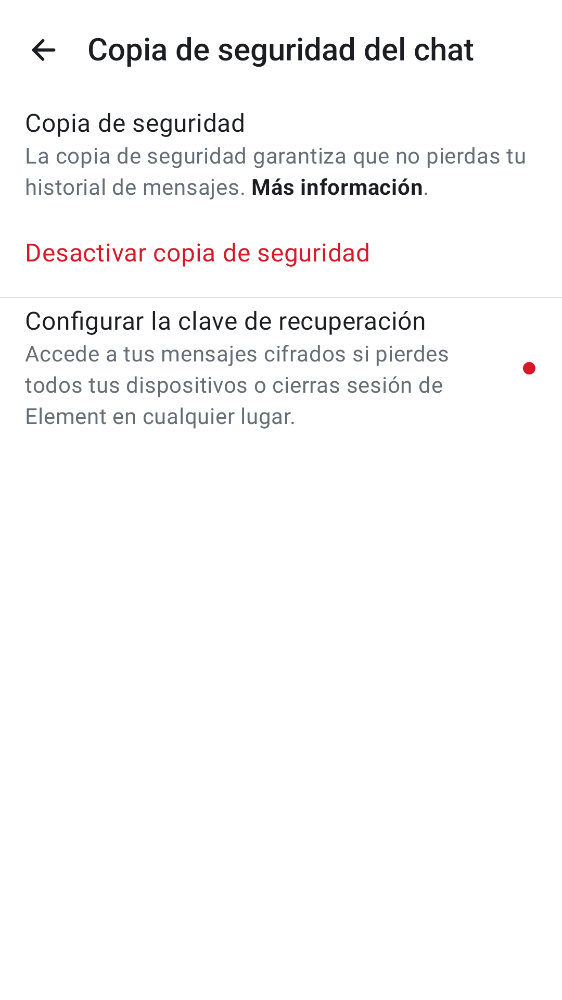 Copia de seguridad del chat
Copia de seguridad
La copia de seguridad garantiza que no pierdas tu
historial de mensajes. Más información.
Desactivar copia de seguridad
Configurar la clave de recuperación
Accede a tus mensajes cifrados si pierdes
todos tus dispositivos o cierras sesión de
Element en cualquier lugar.